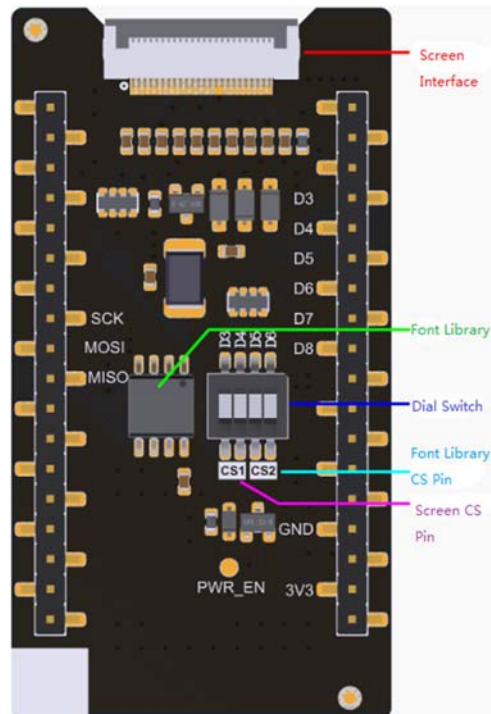 Screen
Interface
D3
D4
D5
D6
SCK
D7
MOSI
D8
MISO
D3
D4
D5
D6
Font Library
Dial Switch
CS1
CS2
Font Library
CS Pin
Screen CS
Pin
GND
PWR_EN
3V3